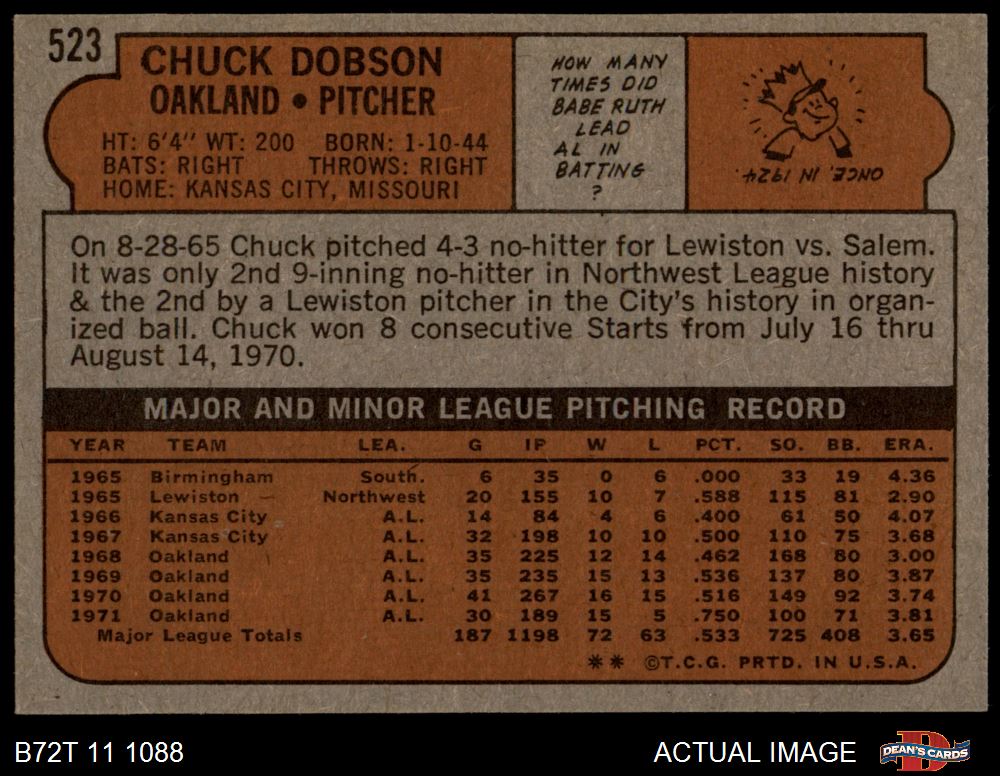 523
CHUCK DOBSON
OAKLAND • PITCHER
HT: 6'4" WT: 200 BORN: 1-10-44
BATS: RIGHT THROWS: RIGHT
HOME: KANSAS CITY, MISSOURI
HOW MANY
TIMES DID
BABE RUTH
LEAD
AL IN
BATTING
?
ONCE, IN 1924.
On 8-28-65 Chuck pitched 4-3 no-hitter for Lewiston vs. Salem.
It was only 2nd 9-inning no-hitter in Northwest League history
& the 2nd by a Lewiston pitcher in the City's history in organ-
ized ball. Chuck won 8 consecutive Starts from July 16 thru
August 14, 1970.
MAJOR AND MINOR LEAGUE PITCHING RECORD
YEAR TEAM LEA. G IP W L PCT. SO. BB. ERA.
1965 Birmingham South. 6 35 0 6 .000 33 19 4.36
1965 Lewiston Northwest 20 155 10 7 .588 115 81 2.90
1966 Kansas City A.L. 14 84 4 6 .400 61 50 4.07
1967 Kansas City A.L. 32 198 10 10 .500 110 75 3.68
1968 Oakland A.L. 35 225 12 14 .462 168 80 3.00
1969 Oakland A.L. 35 235 15 13 .536 137 80 3.87
1970 Oakland A.L. 41 267 16 15 .516 149 92 3.74
1971 Oakland A.L. 30 189 15 5 .750 100 71 3.81
Major League Totals 187 1198 72 63 .533 725 408 3.65
** ©T.C.G. PRTD. IN U.S.A.
B72T 11 1088 ACTUAL IMAGE DEAN'S CARDS